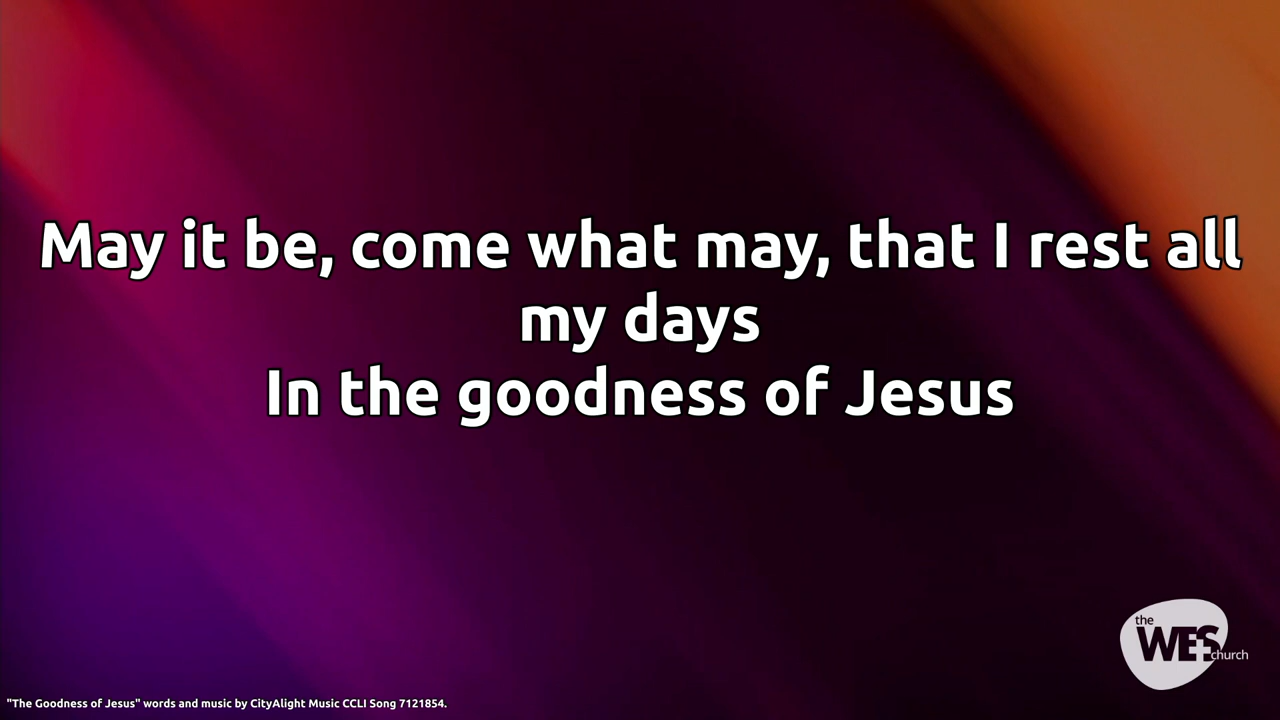 May it be, come what may, that I rest all
my days
In the goodness of Jesus
the
WES
church
"The Goodness of Jesus" words and music by CityAlight Music CCLI Song 7121854.